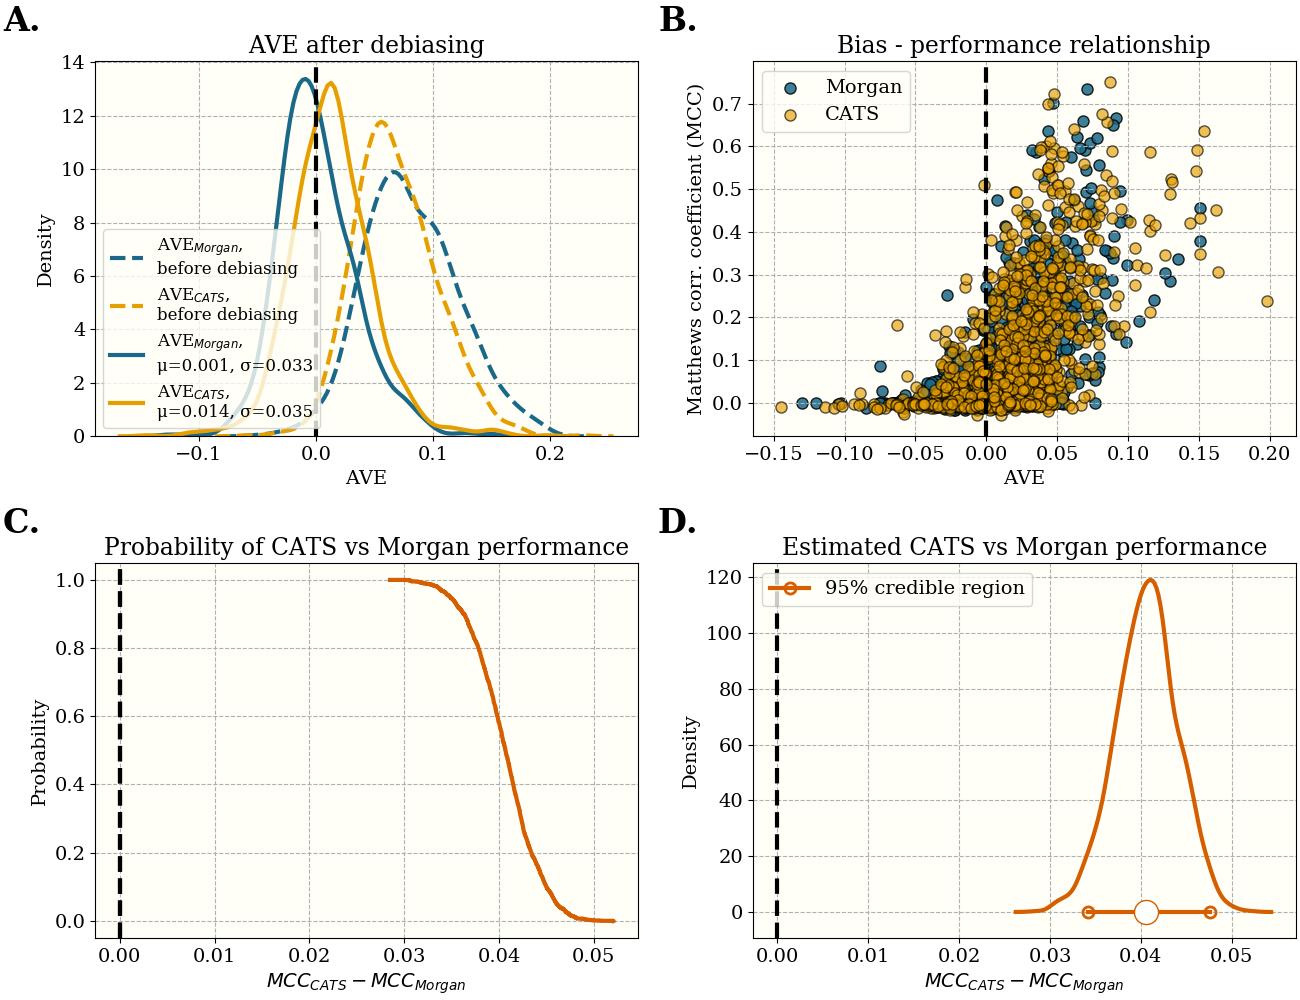 A.
AVE after debiasing
14
12
10
8
6
4
2
0
Density
AVE_Morgan,
before debiasing
AVE_CATS,
before debiasing
AVE_Morgan,
μ=0.001, σ=0.033
AVE_CATS,
μ=0.014, σ=0.035
−0.1 0.0 0.1 0.2
AVE
B.
Bias - performance relationship
Morgan
CATS
0.7
0.6
0.5
0.4
0.3
0.2
0.1
0.0
Matthews corr. coefficient (MCC)
−0.15 −0.10 −0.05 0.00 0.05 0.10 0.15 0.20
AVE
C.
Probability of CATS vs Morgan performance
1.0
0.8
0.6
0.4
0.2
0.0
Probability
0.00 0.01 0.02 0.03 0.04 0.05
MCC_CATS − MCC_Morgan
D.
Estimated CATS vs Morgan performance
95% credible region
120
100
80
60
40
20
0
Density
0.00 0.01 0.02 0.03 0.04 0.05
MCC_CATS − MCC_Morgan